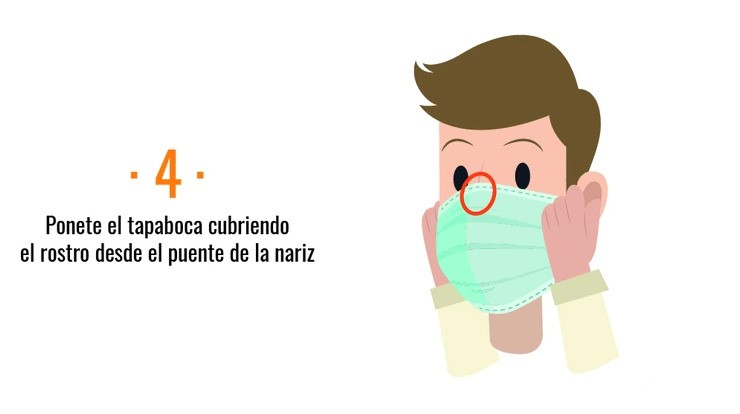 · 4 ·
Ponete el tapaboca cubriendo
el rostro desde el puente de la nariz